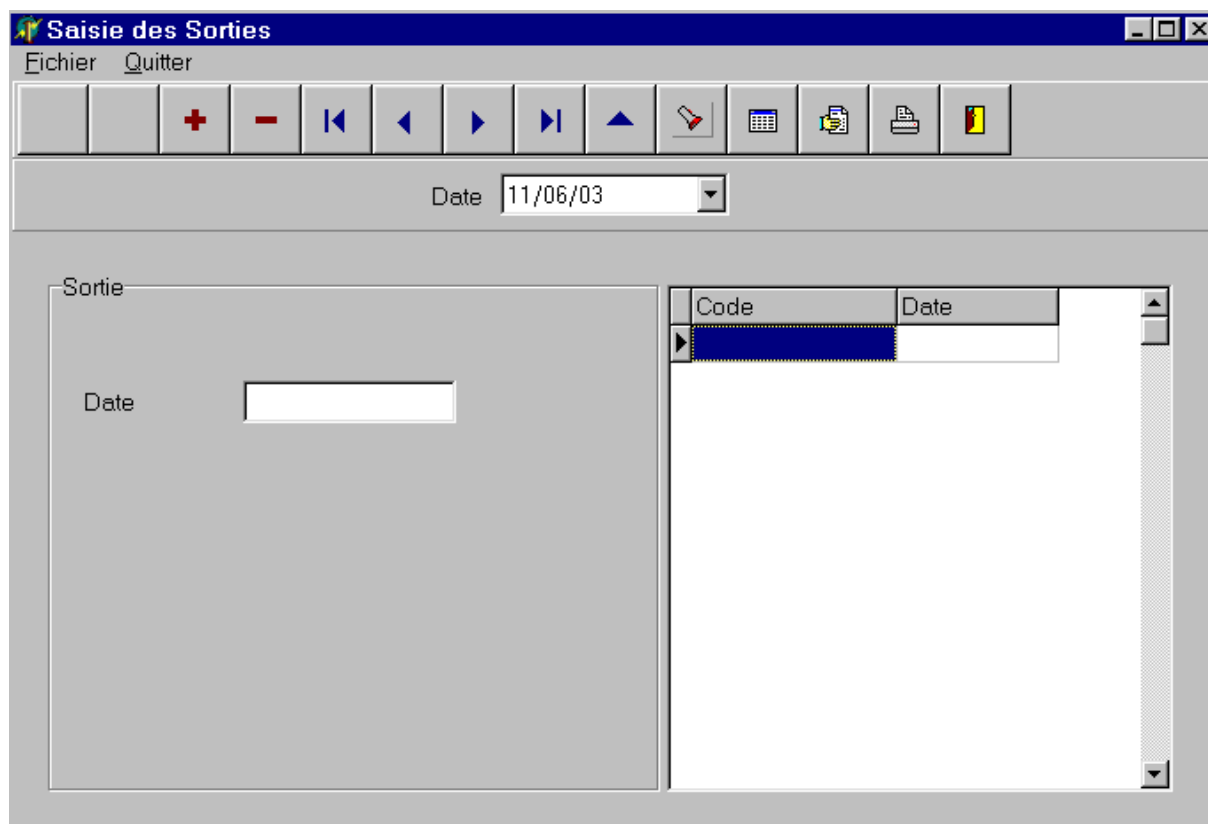 Saisie des Sorties
Fichier Quitter
Date 11/06/03
Sortie
Code Date
Date